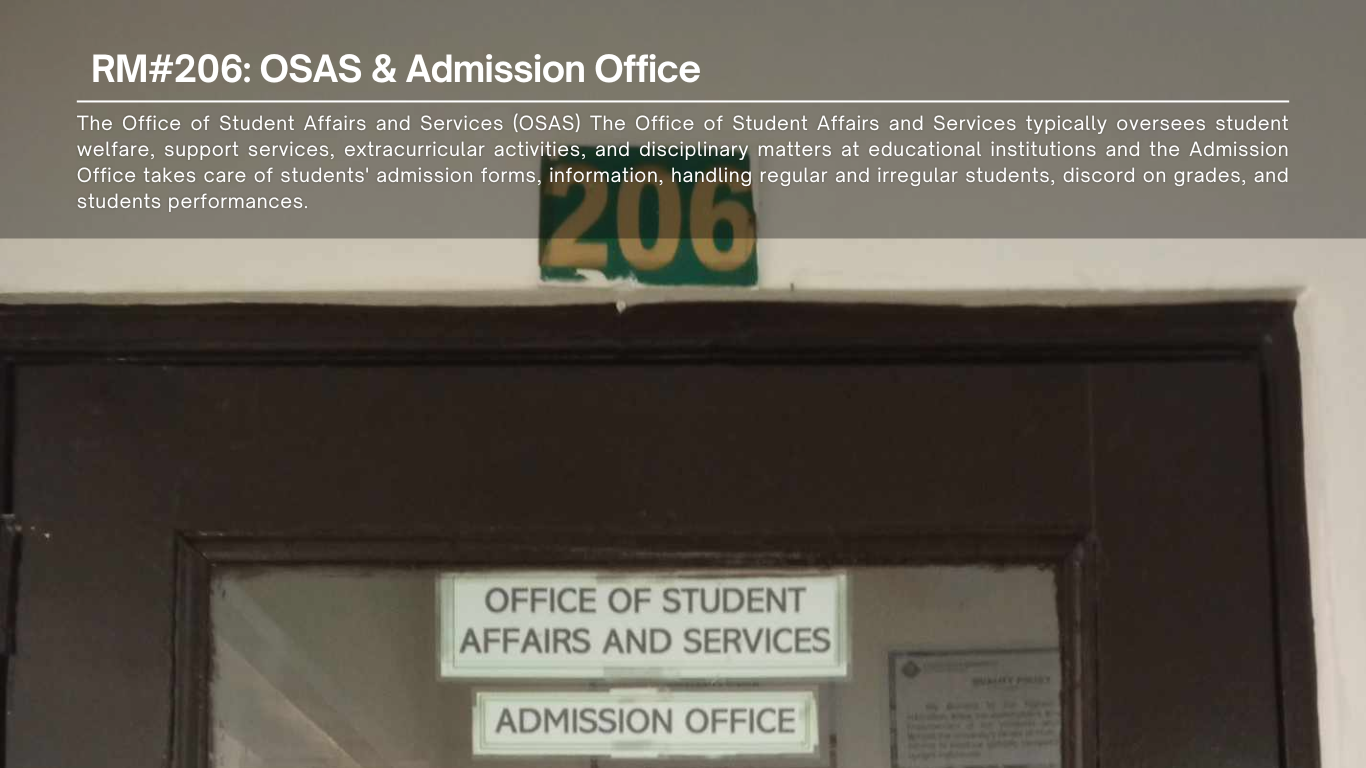 RM#206: OSAS & Admission Office
The Office of Student Affairs and Services (OSAS) The Office of Student Affairs and Services typically oversees student
welfare, support services, extracurricular activities, and disciplinary matters at educational institutions and the Admission
Office takes care of students' admission forms, information, handling regular and irregular students, discord on grades, and
students performances.
206
OFFICE OF STUDENT
AFFAIRS AND SERVICES
ADMISSION OFFICE
QUALITY POLICY